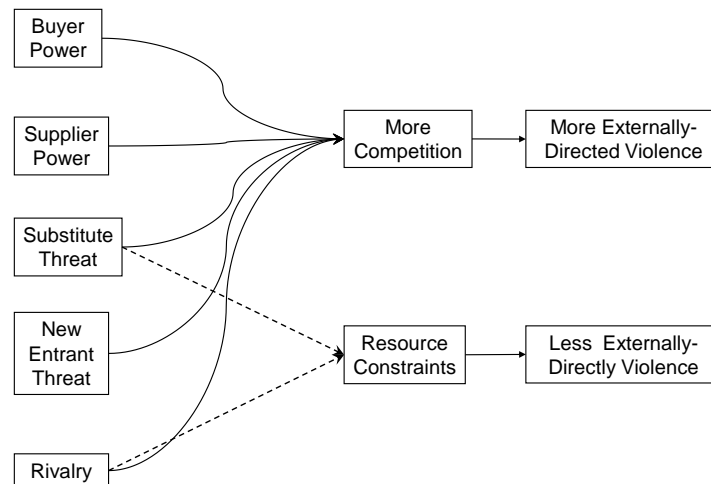 Buyer
Power
Supplier
Power
More
Competition
More Externally-
Directed Violence
Substitute
Threat
New
Entrant
Threat
Resource
Constraints
Less Externally-
Directly Violence
Rivalry